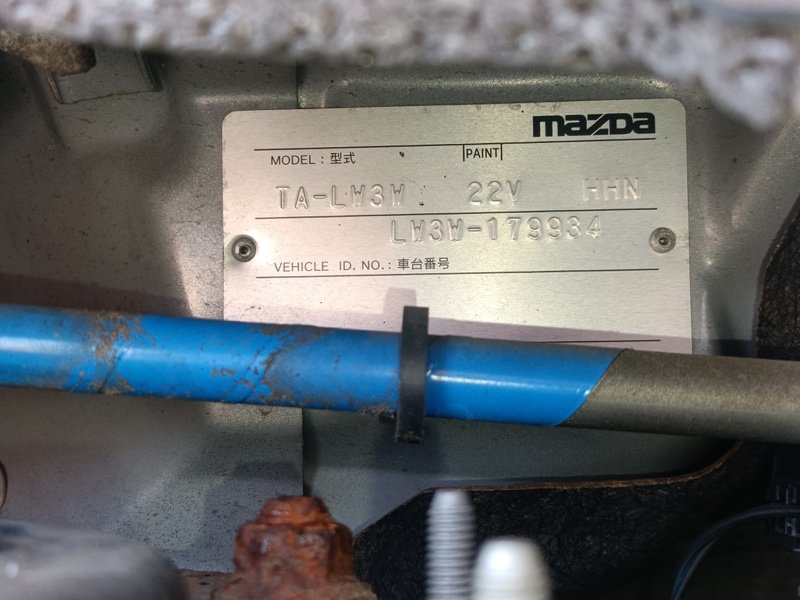 mazDa
MODEL : 型式 PAINT
TA-LW3W 22V HHN
LW3W-179934
VEHICLE ID. NO. : 車台番号